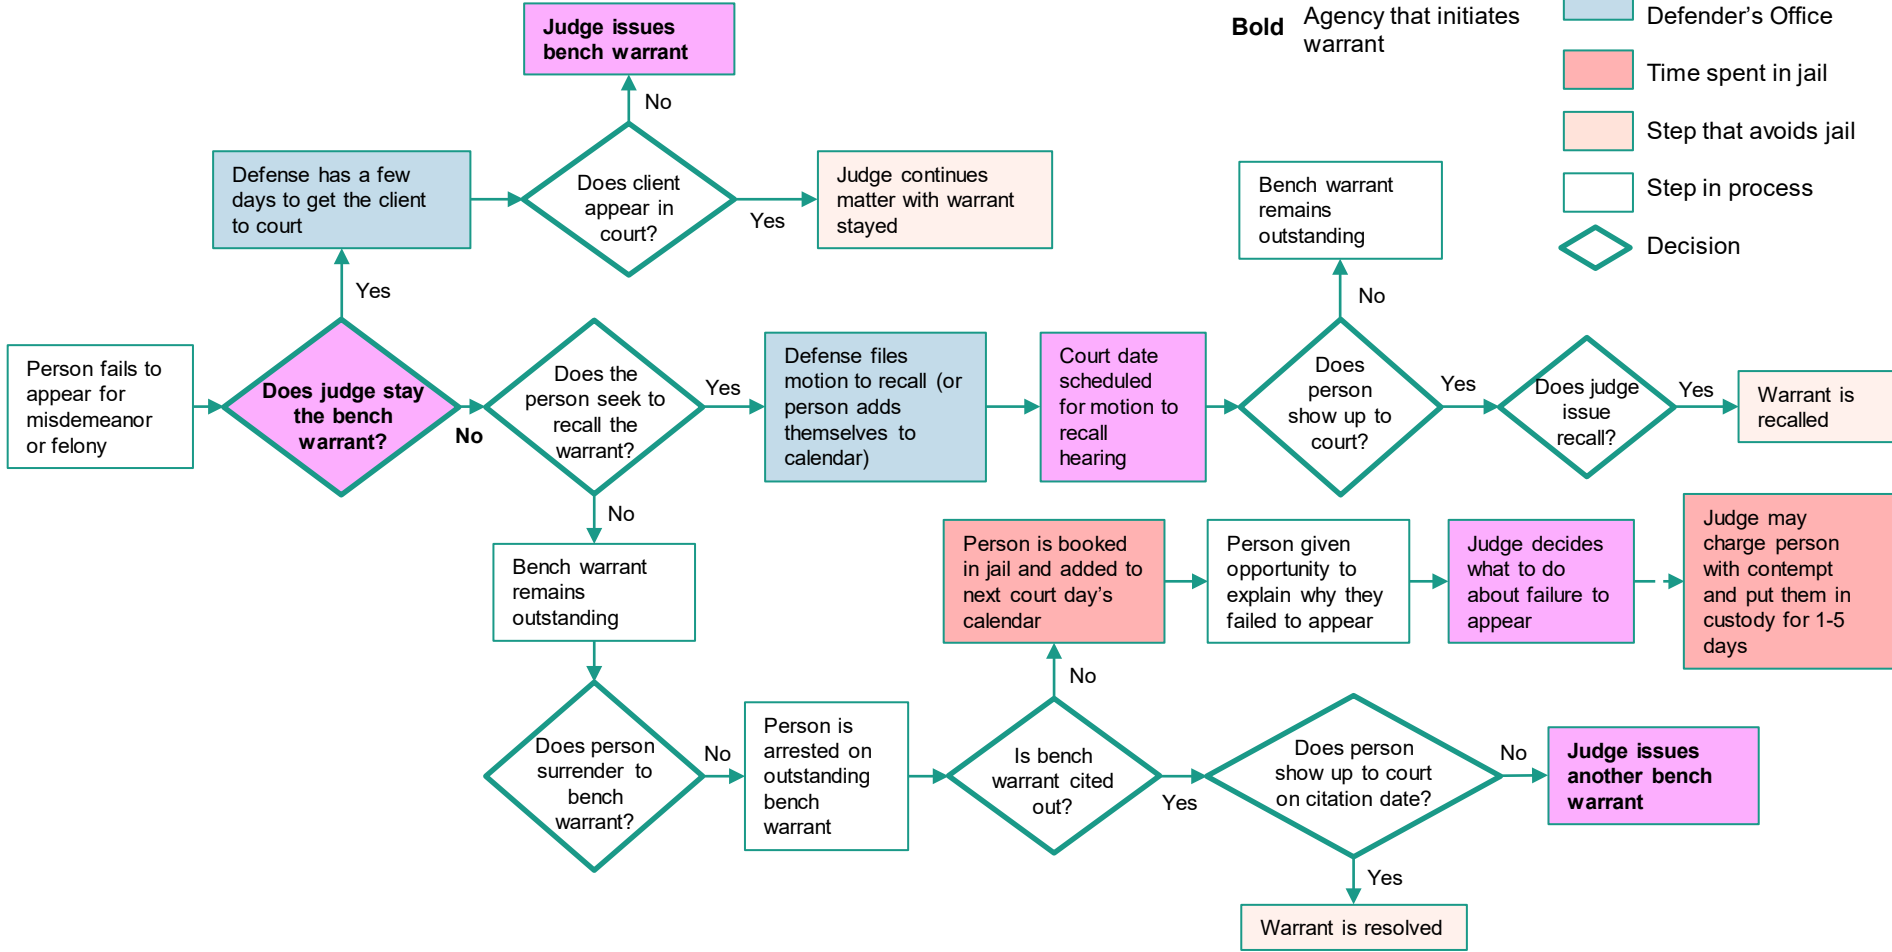 Judge issues
bench warrant
Bold
Agency that initiates
warrant
Defender's Office
Time spent in jail
Step that avoids jail
Step in process
Decision
No
Defense has a few
days to get the client
to court
Does client
appear in
court?
Yes
Judge continues
matter with warrant
stayed
Bench warrant
remains
outstanding
Yes
No
Person fails to
appear for
misdemeanor
or felony
Does judge stay
the bench
warrant?
No
Does the
person seek to
recall the
warrant?
Yes
Defense files
motion to recall (or
person adds
themselves to
calendar)
Court date
scheduled
for motion to
recall
hearing
Does
person
show up to
court?
Yes
Does judge
issue
recall?
Yes
Warrant is
recalled
No
Bench warrant
remains
outstanding
Person is booked
in jail and added to
next court day's
calendar
Person given
opportunity to
explain why they
failed to appear
Judge decides
what to do
about failure to
appear
Judge may
charge person
with contempt
and put them in
custody for 1-5
days
No
Does person
surrender to
bench
warrant?
No
Person is
arrested on
outstanding
bench
warrant
Is bench
warrant cited
out?
Yes
Does person
show up to court
on citation date?
No
Judge issues
another bench
warrant
Yes
Warrant is resolved